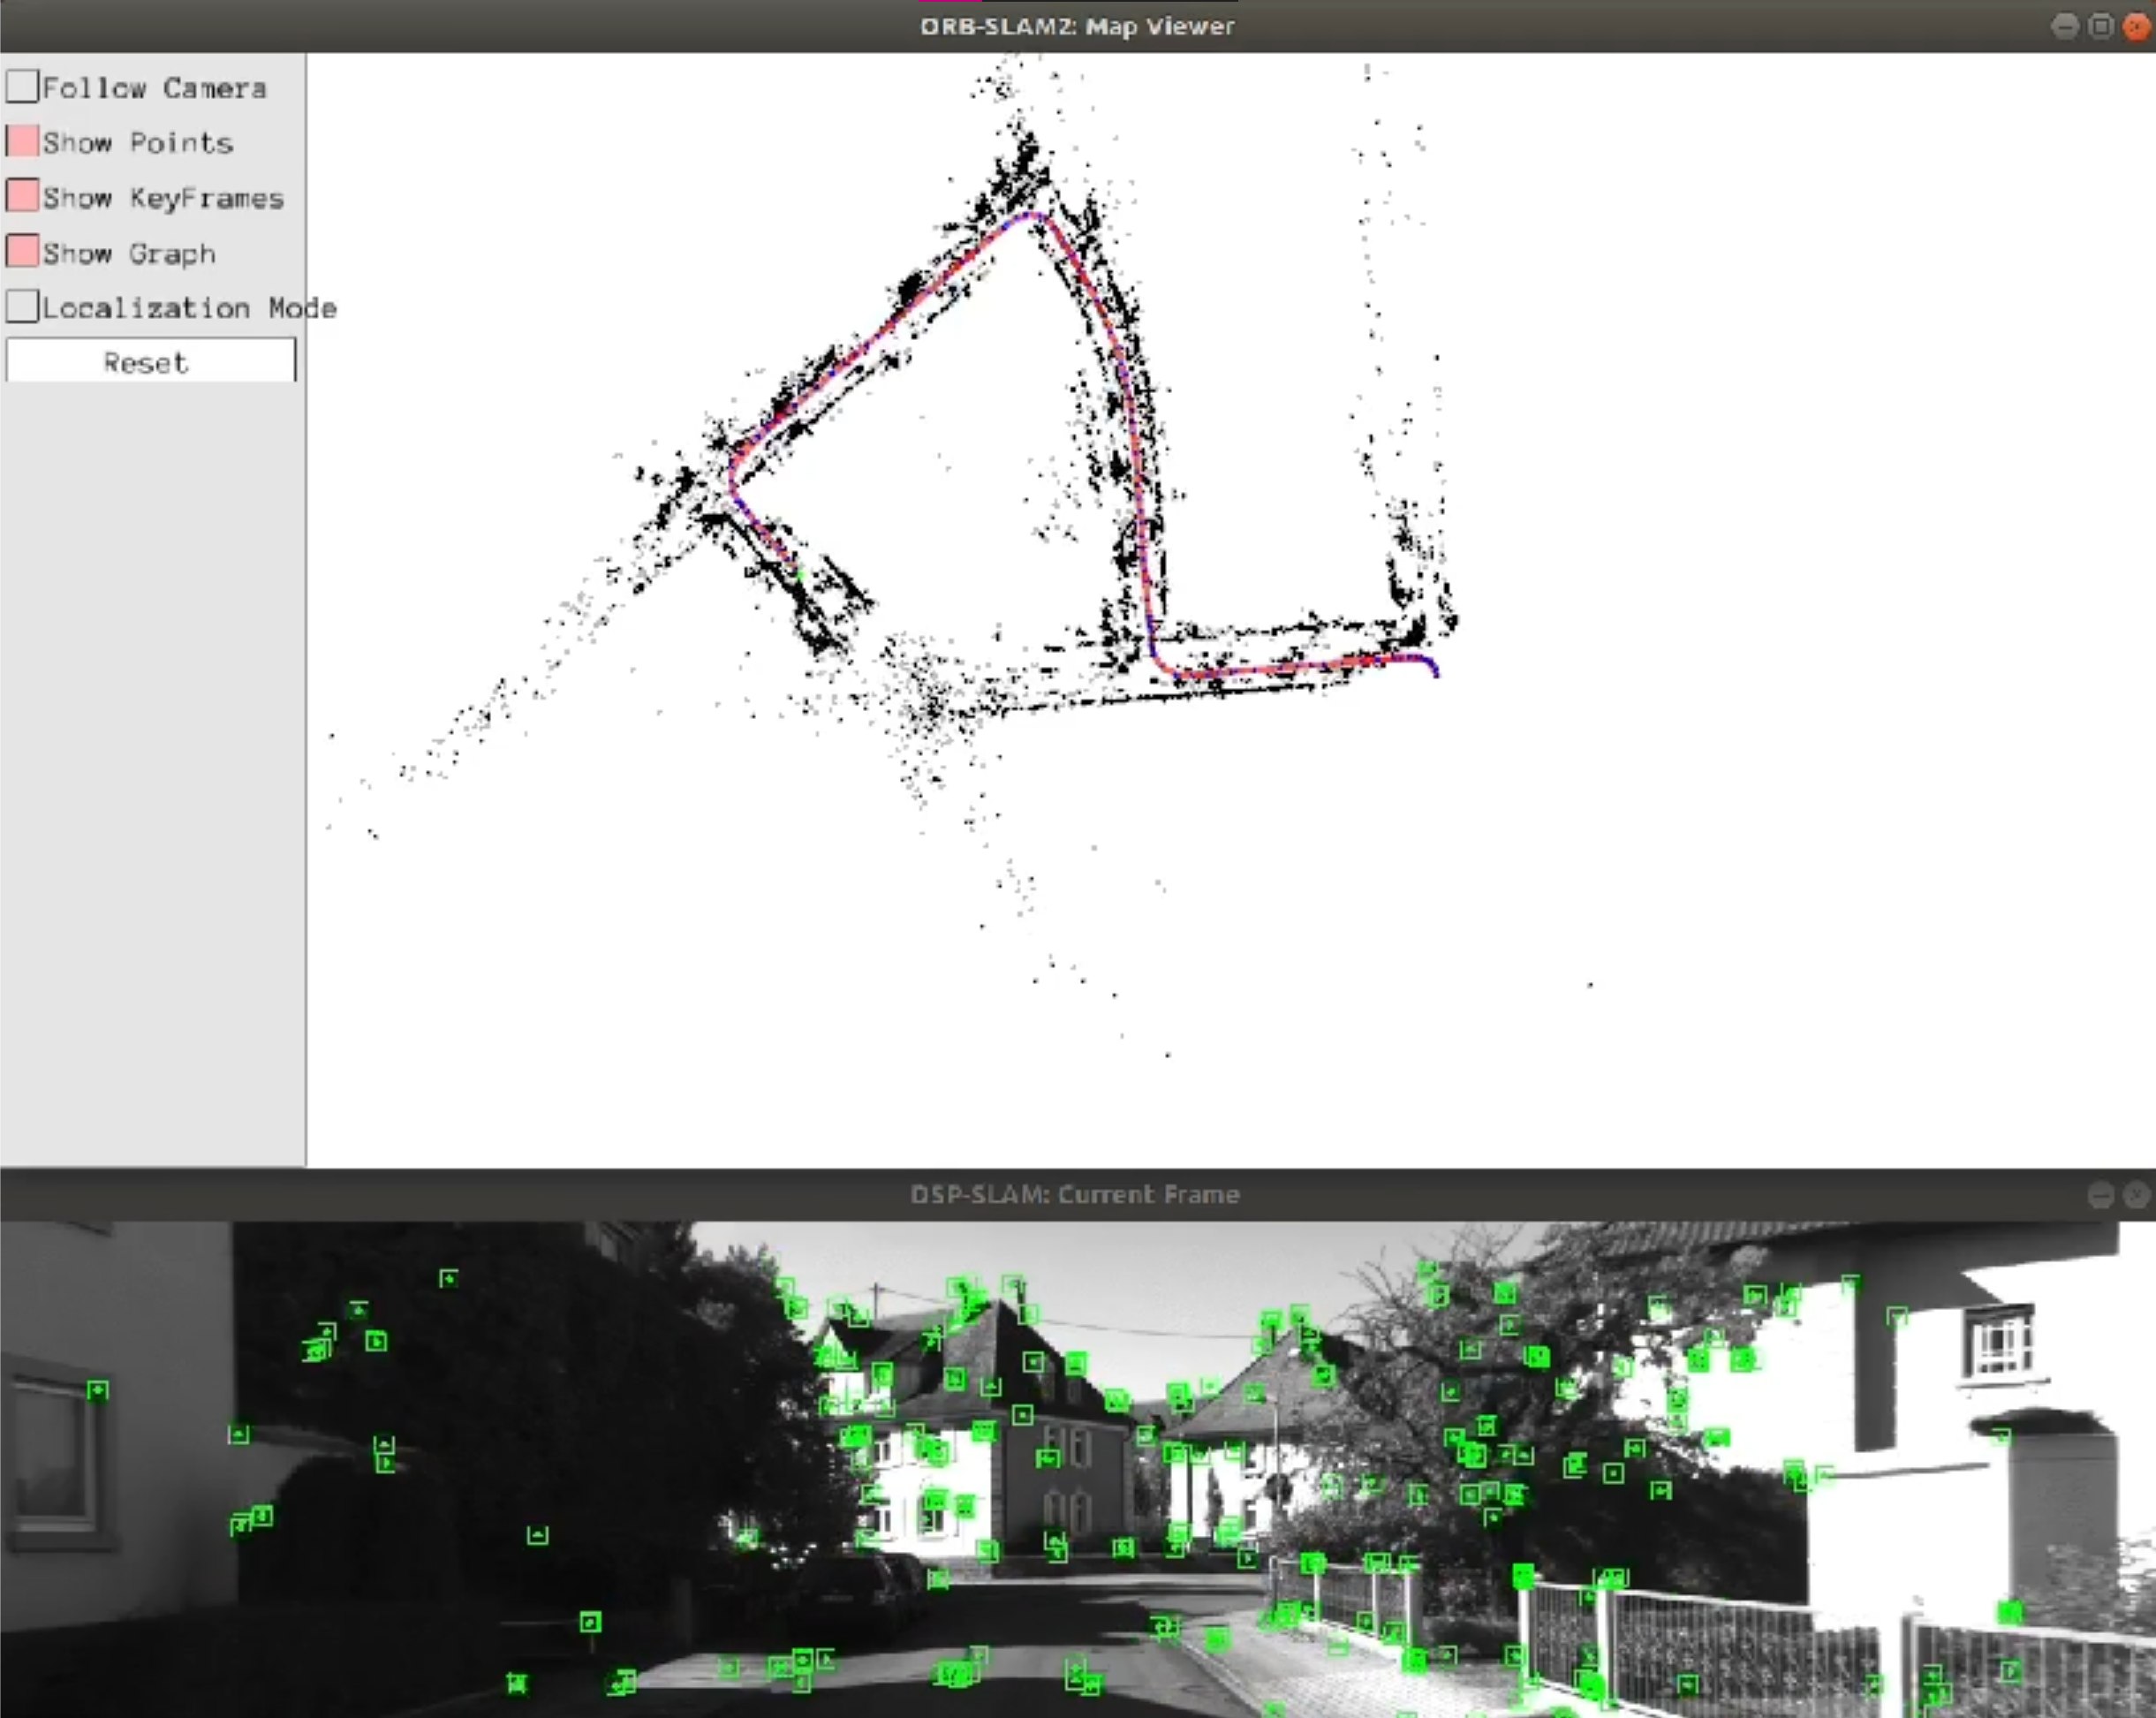 ORB-SLAM2: Map Viewer
Follow Camera
Show Points
Show KeyFrames
Show Graph
Localization Mode
Reset
DSP-SLAM: Current Frame